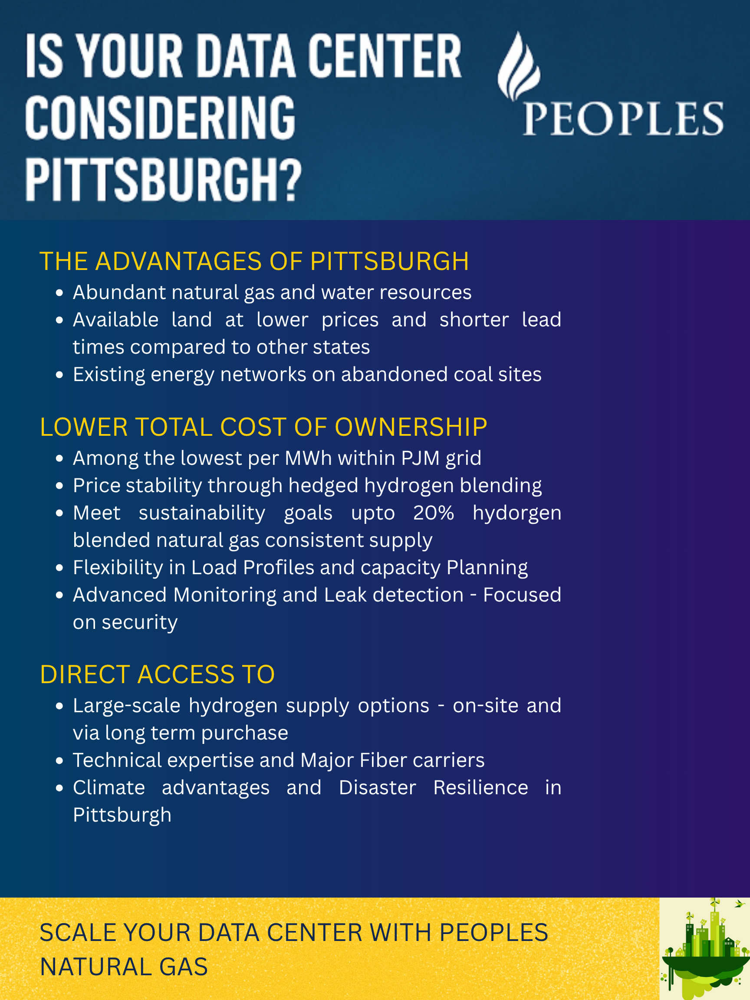 IS YOUR DATA CENTER
CONSIDERING
PITTSBURGH?
PEOPLES
THE ADVANTAGES OF PITTSBURGH
• Abundant natural gas and water resources
• Available land at lower prices and shorter lead
times compared to other states
• Existing energy networks on abandoned coal sites
LOWER TOTAL COST OF OWNERSHIP
• Among the lowest per MWh within PJM grid
• Price stability through hedged hydrogen blending
• Meet sustainability goals upto 20% hydorgen
blended natural gas consistent supply
• Flexibility in Load Profiles and capacity Planning
• Advanced Monitoring and Leak detection - Focused
on security
DIRECT ACCESS TO
• Large-scale hydrogen supply options - on-site and
via long term purchase
• Technical expertise and Major Fiber carriers
• Climate advantages and Disaster Resilience in
Pittsburgh
SCALE YOUR DATA CENTER WITH PEOPLES
NATURAL GAS